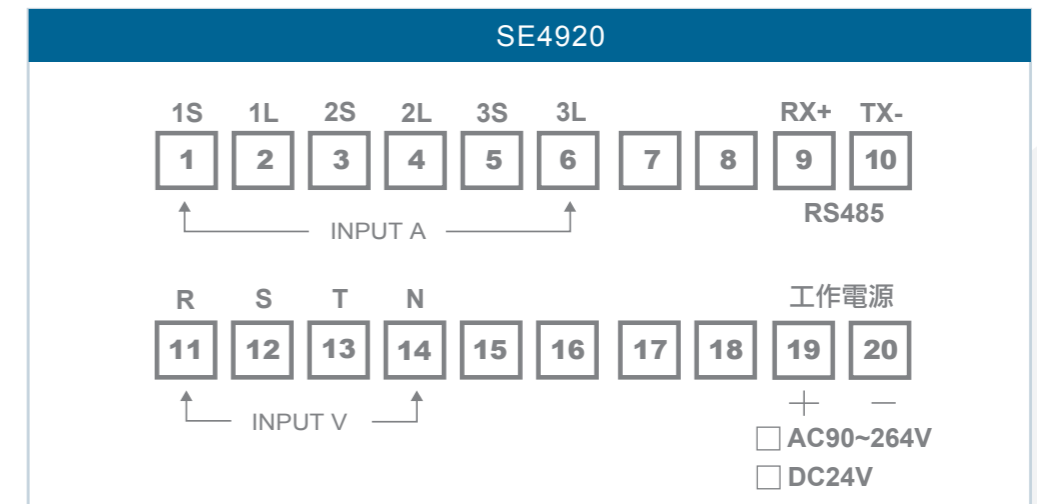 SE4920
1S 1L 2S 2L 3S 3L RX+ TX-
1 2 3 4 5 6 7 8 9 10
INPUT A RS485
R S T N 工作電源
11 12 13 14 15 16 17 18 19 20
INPUT V + −
AC90~264V
DC24V